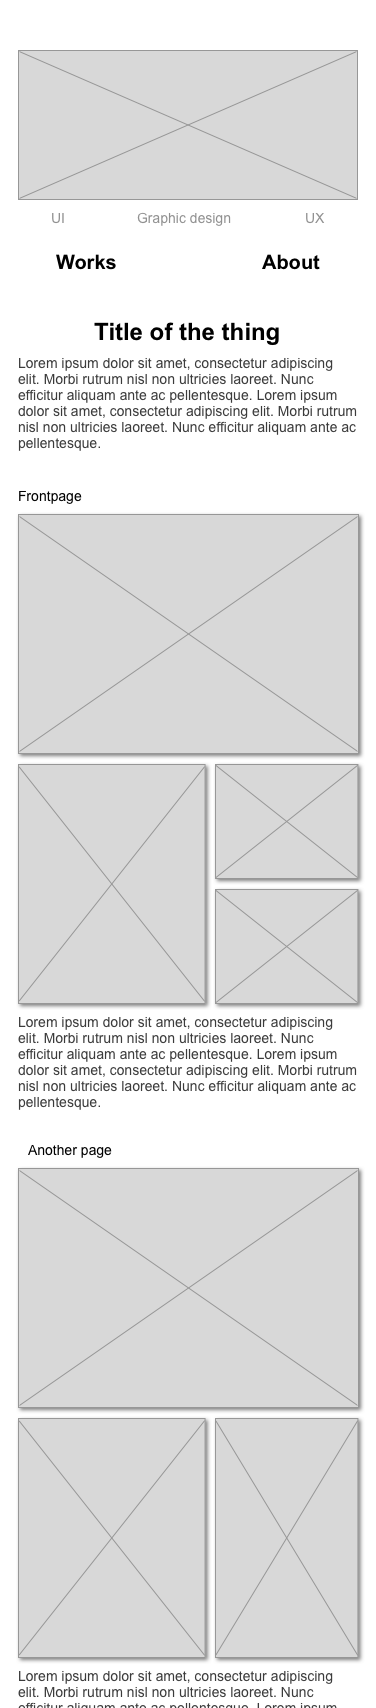 UI Graphic design UX
Works About
Title of the thing
Lorem ipsum dolor sit amet, consectetur adipiscing
elit. Morbi rutrum nisl non ultricies laoreet. Nunc
efficitur aliquam ante ac pellentesque. Lorem ipsum
dolor sit amet, consectetur adipiscing elit. Morbi rutrum
nisl non ultricies laoreet. Nunc efficitur aliquam ante ac
pellentesque.
Frontpage
Lorem ipsum dolor sit amet, consectetur adipiscing
elit. Morbi rutrum nisl non ultricies laoreet. Nunc
efficitur aliquam ante ac pellentesque. Lorem ipsum
dolor sit amet, consectetur adipiscing elit. Morbi rutrum
nisl non ultricies laoreet. Nunc efficitur aliquam ante ac
pellentesque.
Another page
Lorem ipsum dolor sit amet, consectetur adipiscing
elit. Morbi rutrum nisl non ultricies laoreet. Nunc
efficitur aliquam ante ac pellentesque. Lorem ipsum